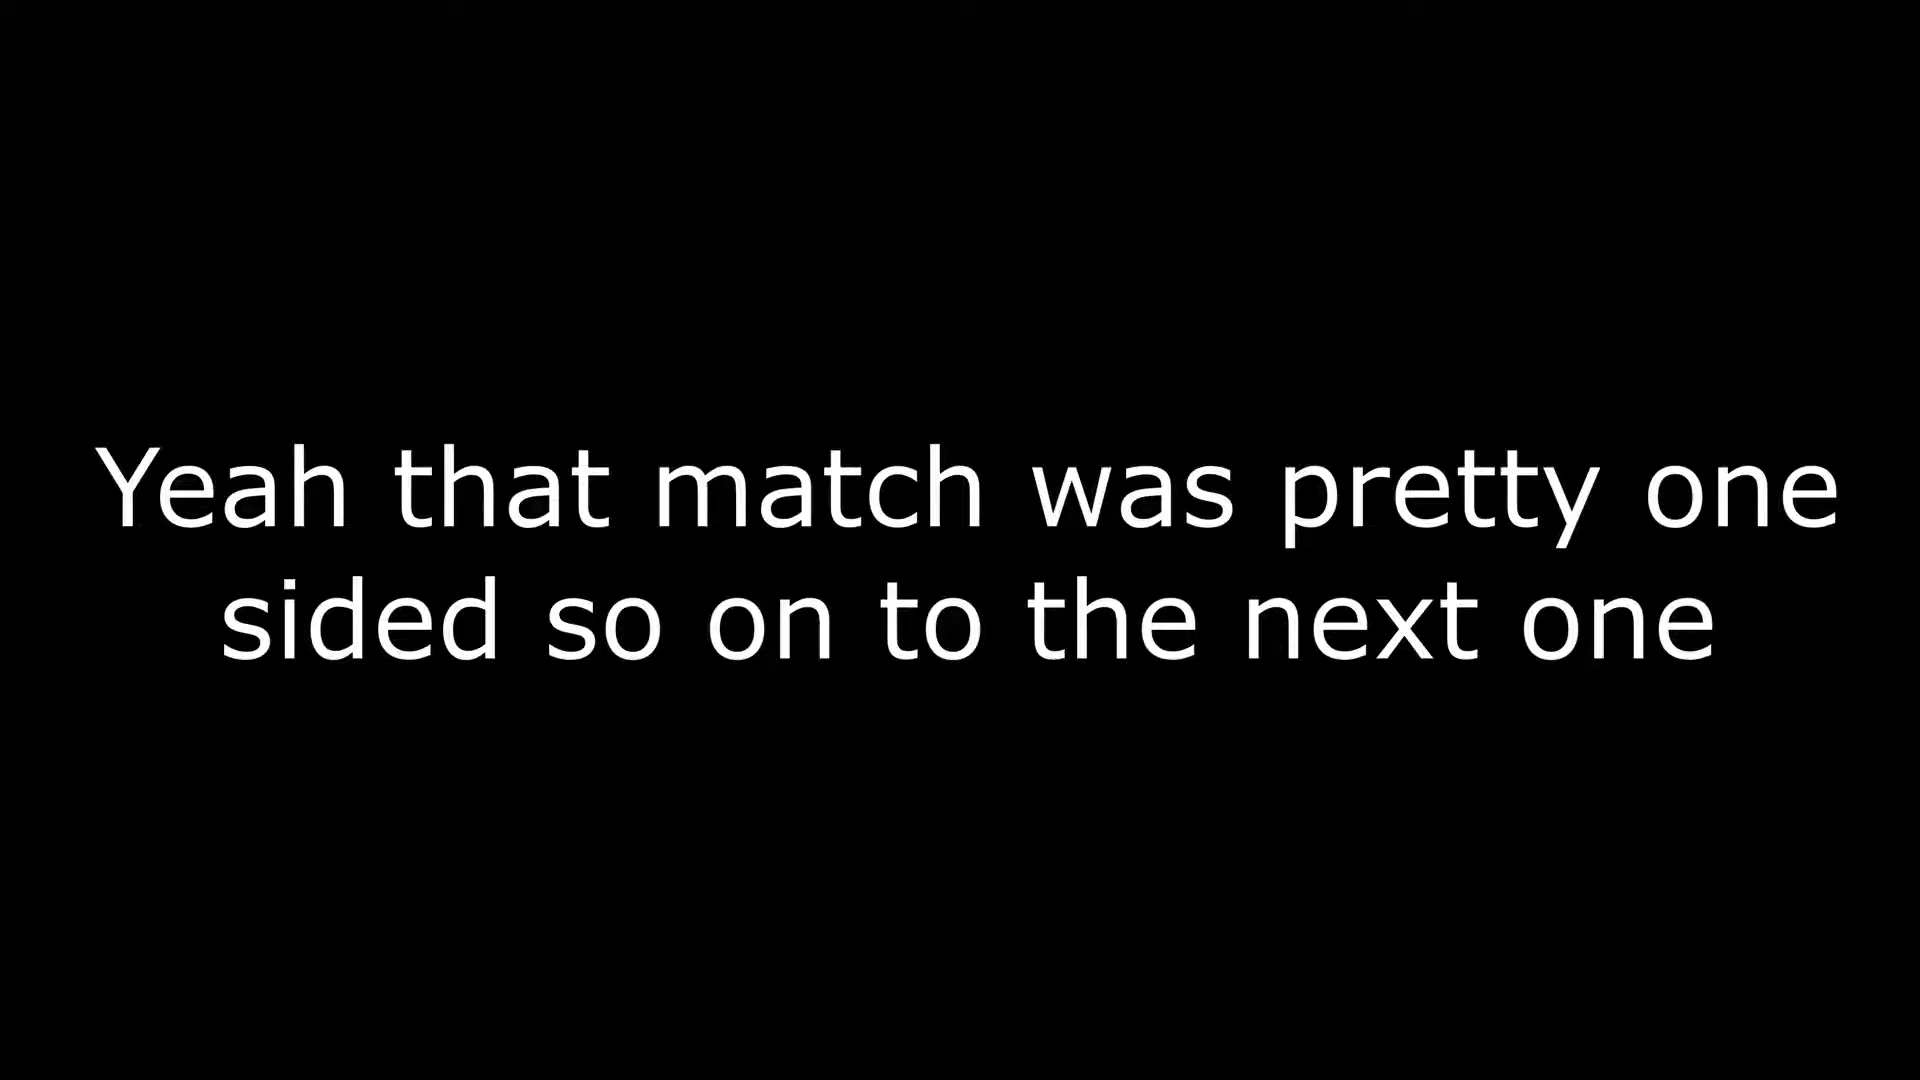 Yeah that match was pretty one
sided so on to the next one